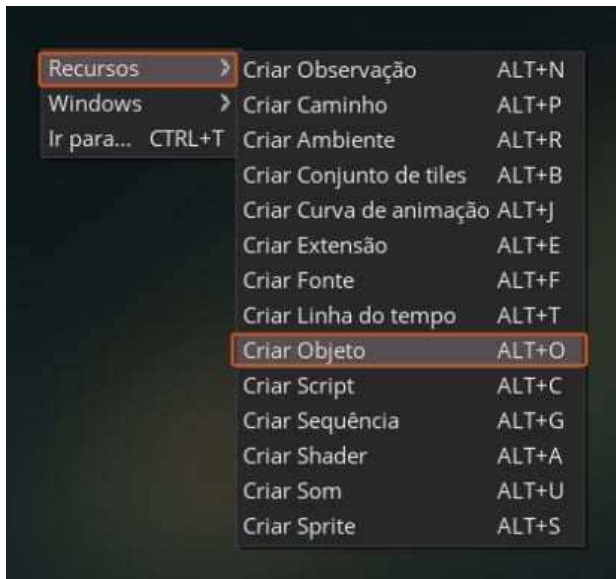 Recursos >
Windows >
Ir para... CTRL+T
Criar Observação ALT+N
Criar Caminho ALT+P
Criar Ambiente ALT+R
Criar Conjunto de tiles ALT+B
Criar Curva de animação ALT+J
Criar Extensão ALT+E
Criar Fonte ALT+F
Criar Linha do tempo ALT+T
Criar Objeto ALT+O
Criar Script ALT+C
Criar Sequência ALT+G
Criar Shader ALT+A
Criar Som ALT+U
Criar Sprite ALT+S